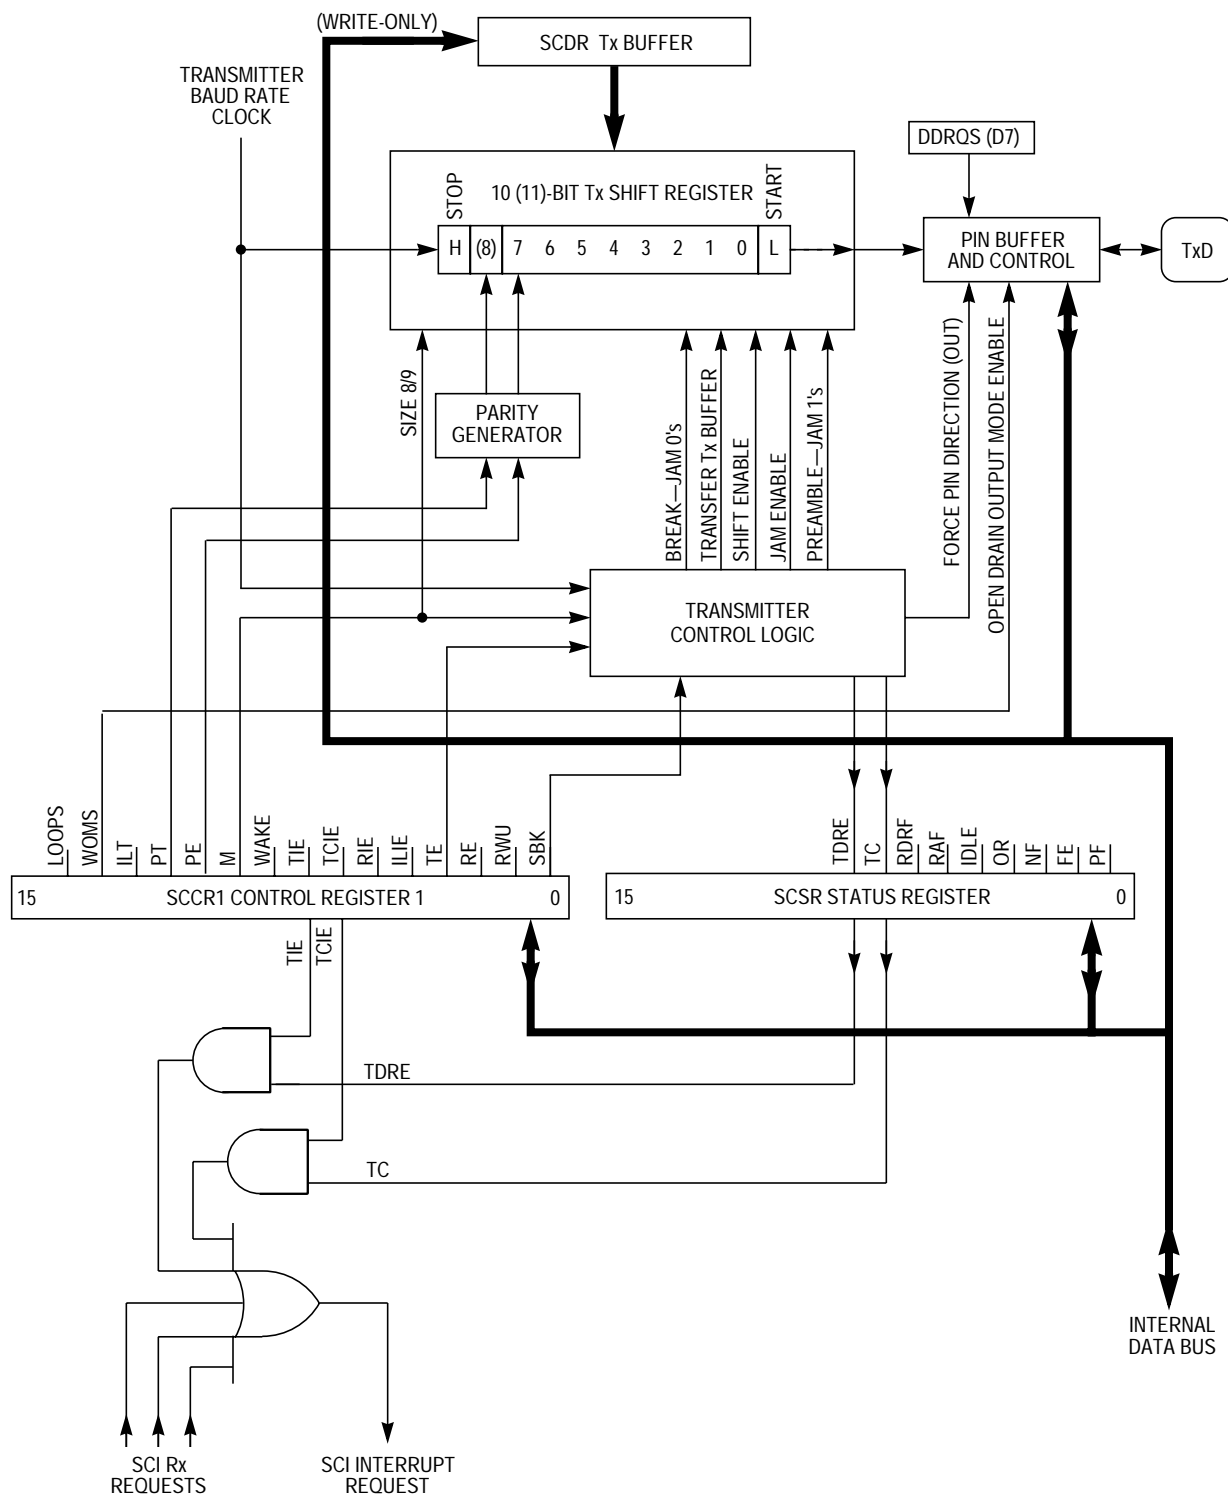 (WRITE-ONLY)
SCDR Tx BUFFER
TRANSMITTER
BAUD RATE
CLOCK
DDRQS (D7)
10 (11)-BIT Tx SHIFT REGISTER
STOP
START
H (8) 7 6 5 4 3 2 1 0 L
PIN BUFFER
AND CONTROL
TxD
SIZE 8/9
PARITY
GENERATOR
BREAK—JAM 0's
TRANSFER Tx BUFFER
SHIFT ENABLE
JAM ENABLE
PREAMBLE—JAM 1's
FORCE PIN DIRECTION (OUT)
OPEN DRAIN OUTPUT MODE ENABLE
TRANSMITTER
CONTROL LOGIC
LOOPS
WOMS
ILT
PT
PE
M
WAKE
TIE
TCIE
RIE
ILIE
TE
RE
RWU
SBK
TDRE
TC
RDRF
RAF
IDLE
OR
NF
FE
PF
15 SCCR1 CONTROL REGISTER 1 0
15 SCSR STATUS REGISTER 0
TIE
TCIE
TDRE
TC
INTERNAL
DATA BUS
SCI Rx
REQUESTS
SCI INTERRUPT
REQUEST